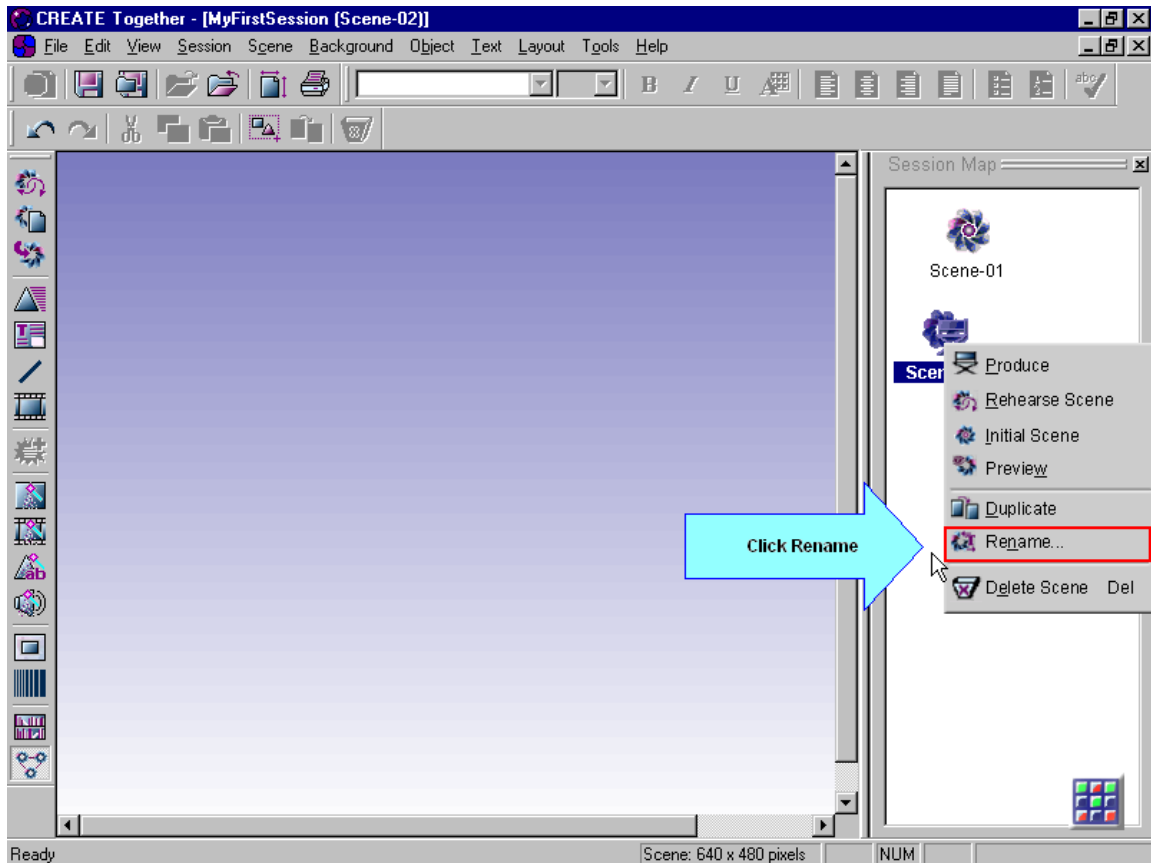 CREATE Together - [MyFirstSession (Scene-02)]
File Edit View Session Scene Background Object Text Layout Tools Help
B I U abc
Session Map
Scene-01
Scen
Produce
Rehearse Scene
Initial Scene
Preview
Duplicate
Rename...
Delete Scene Del
Click Rename
Ready
Scene: 640 x 480 pixels
NUM